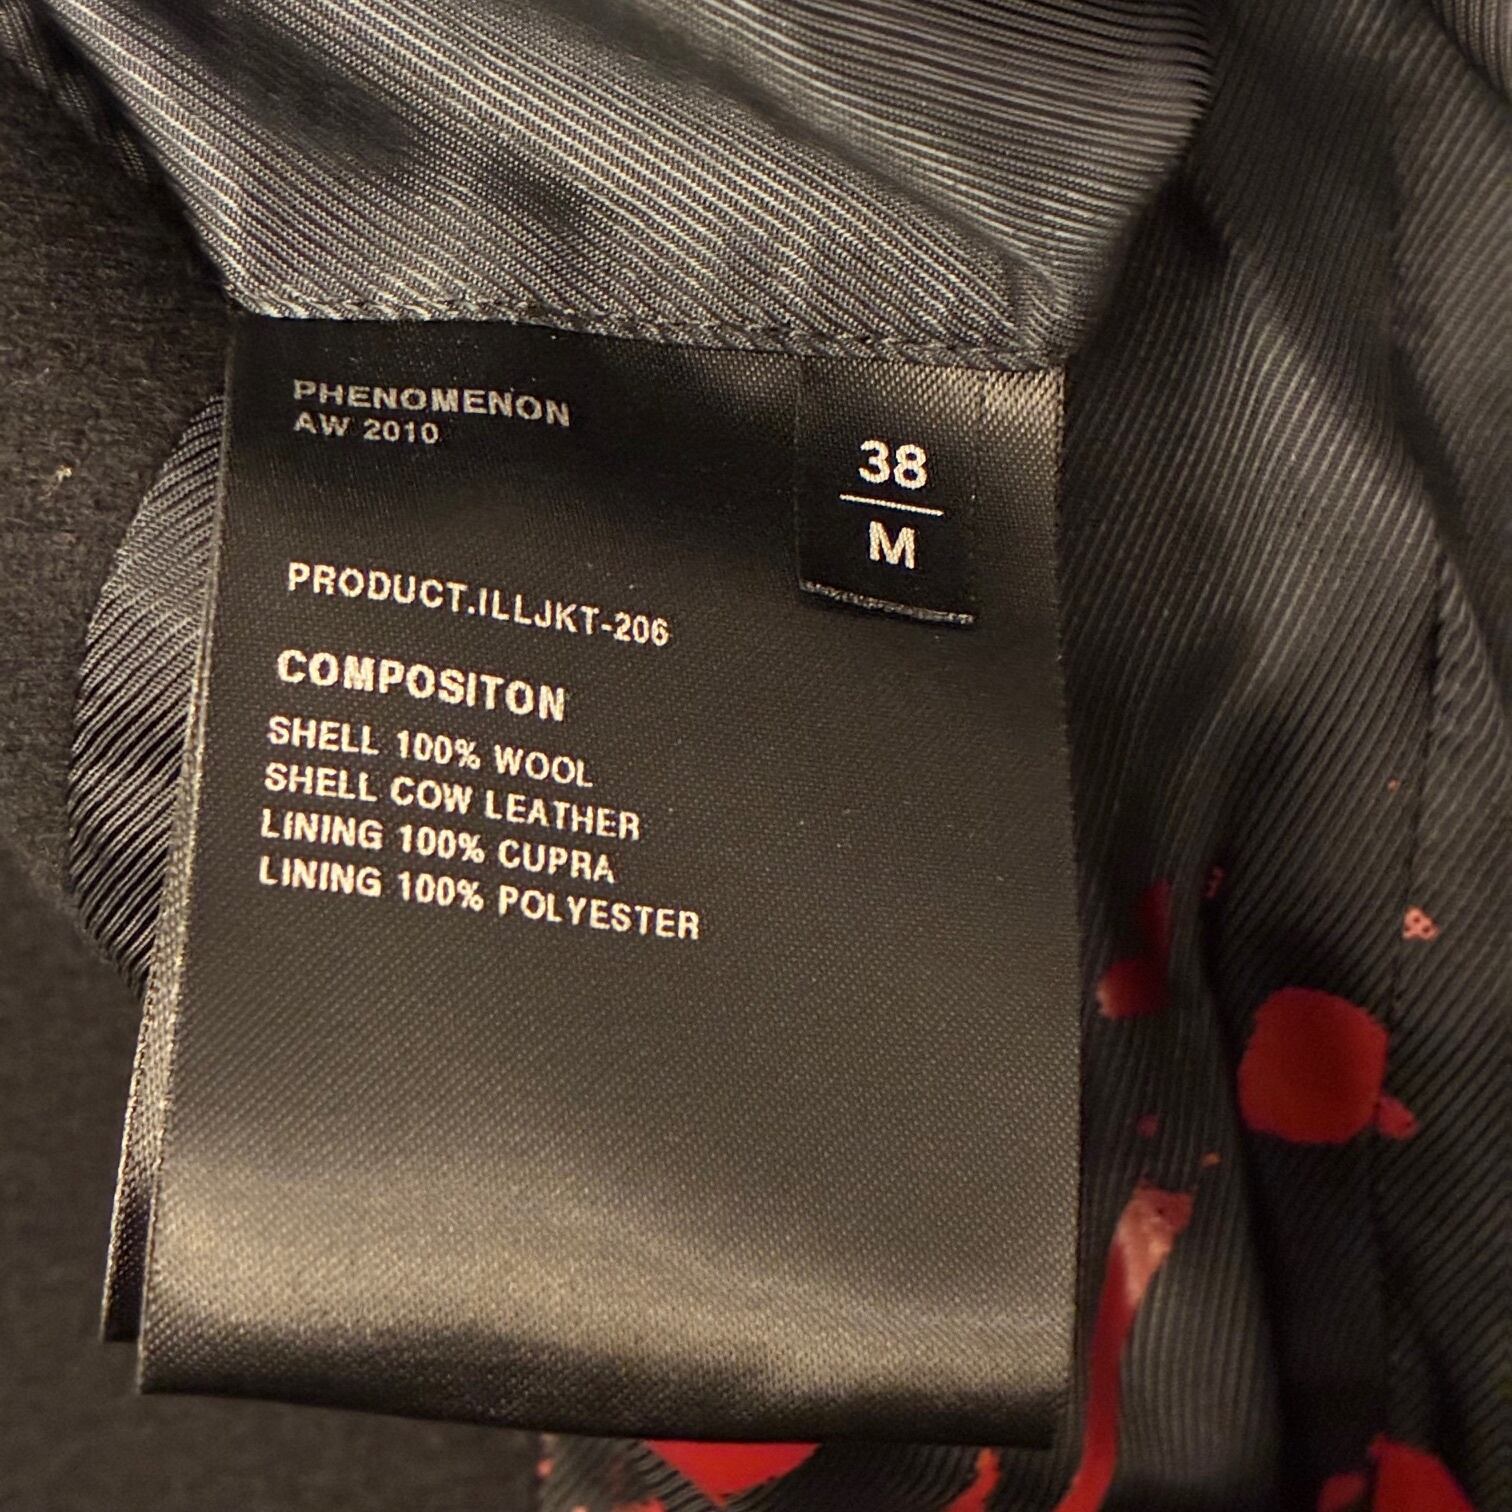 PHENOMENON
AW 2010
38
M
PRODUCT.ILLJKT-206
COMPOSITON
SHELL 100% WOOL
SHELL COW LEATHER
LINING 100% CUPRA
LINING 100% POLYESTER